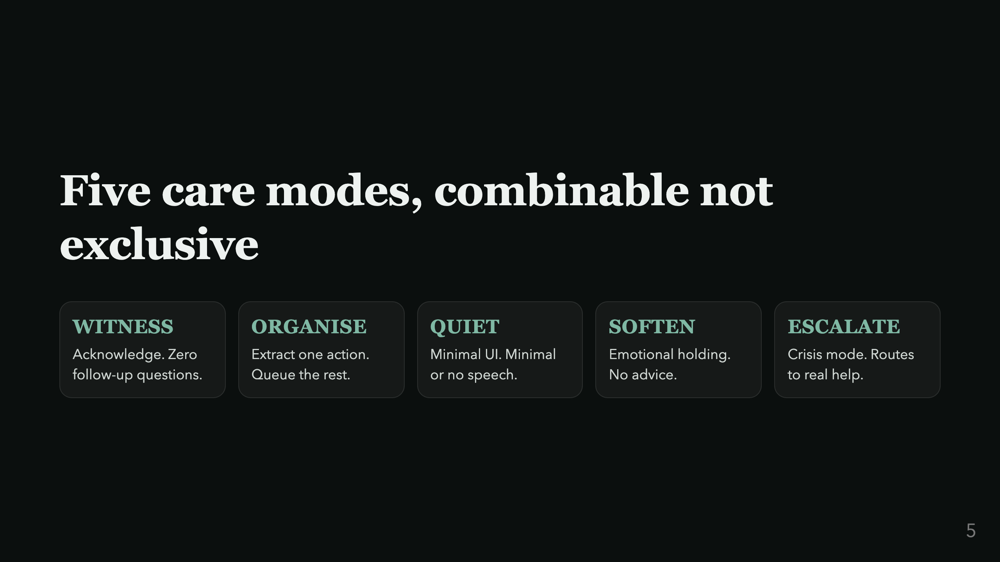 Five care modes, combinable not
exclusive
WITNESS
Acknowledge. Zero
follow-up questions.
ORGANISE
Extract one action.
Queue the rest.
QUIET
Minimal UI. Minimal
or no speech.
SOFTEN
Emotional holding.
No advice.
ESCALATE
Crisis mode. Routes
to real help.
5